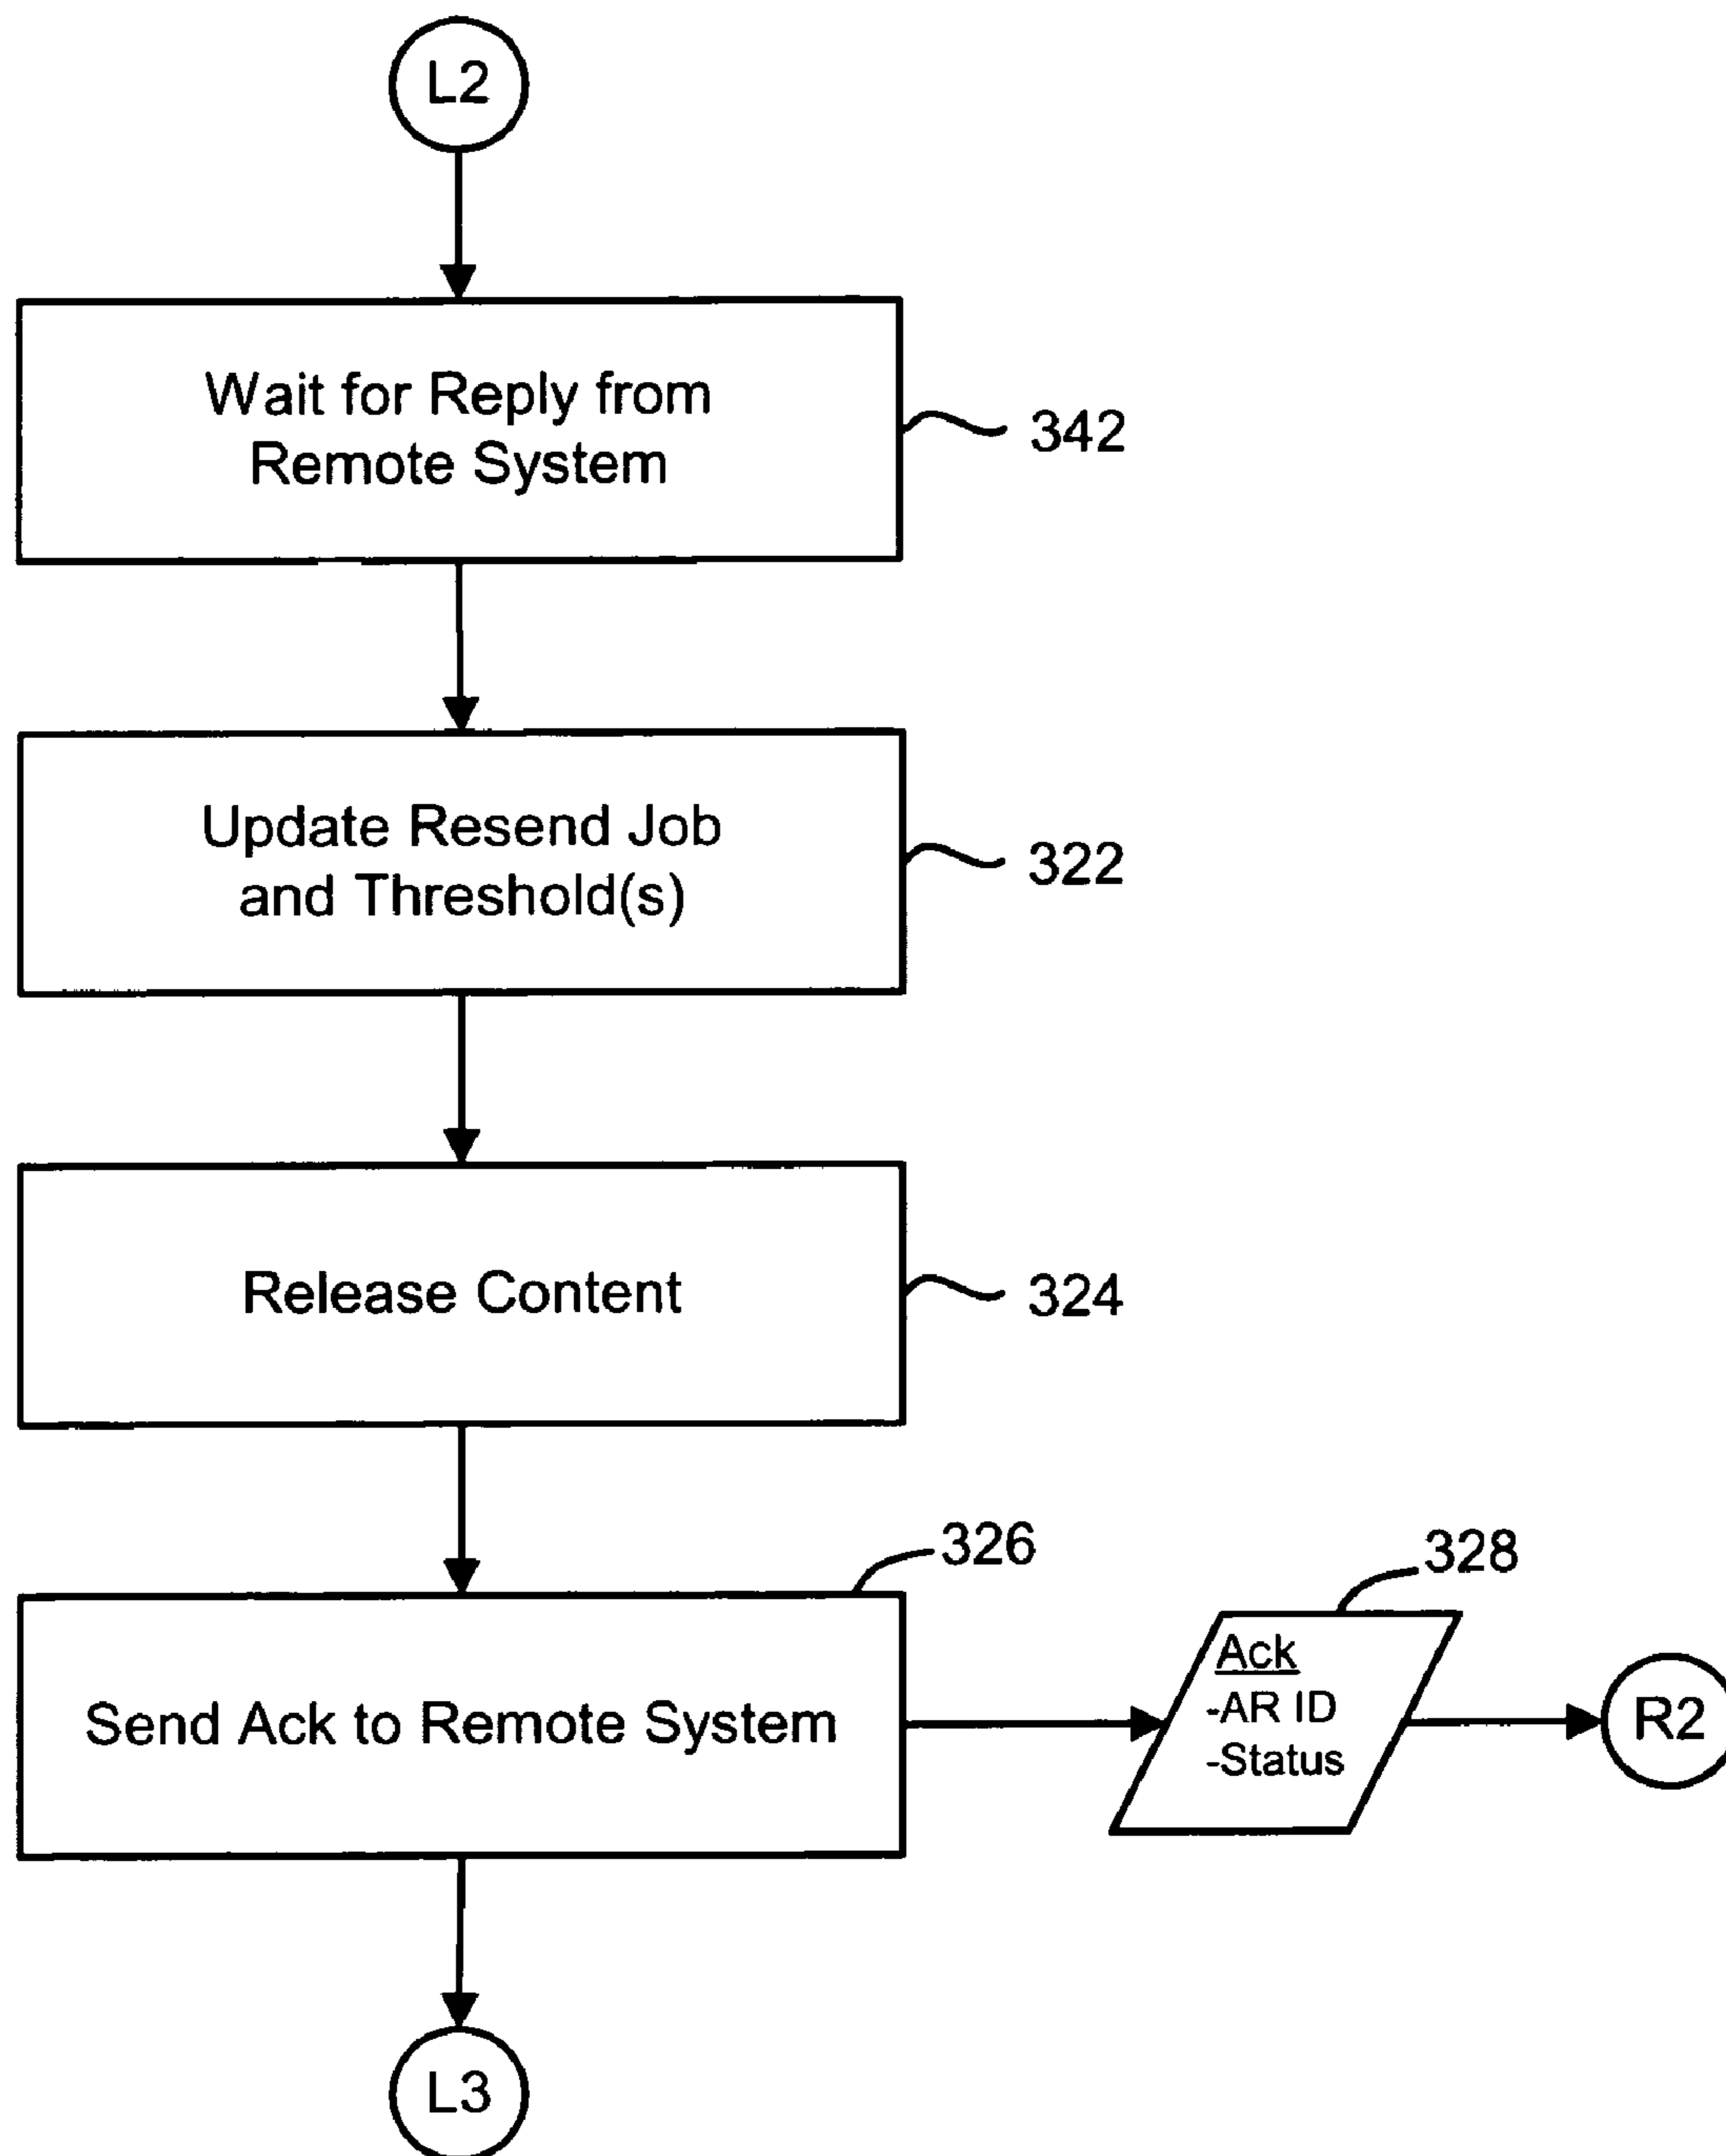 L2
Wait for Reply from
Remote System
342
Update Resend Job
and Threshold(s)
322
Release Content
324
326
328
Send Ack to Remote System
Ack
-AR ID
-Status
R2
L3